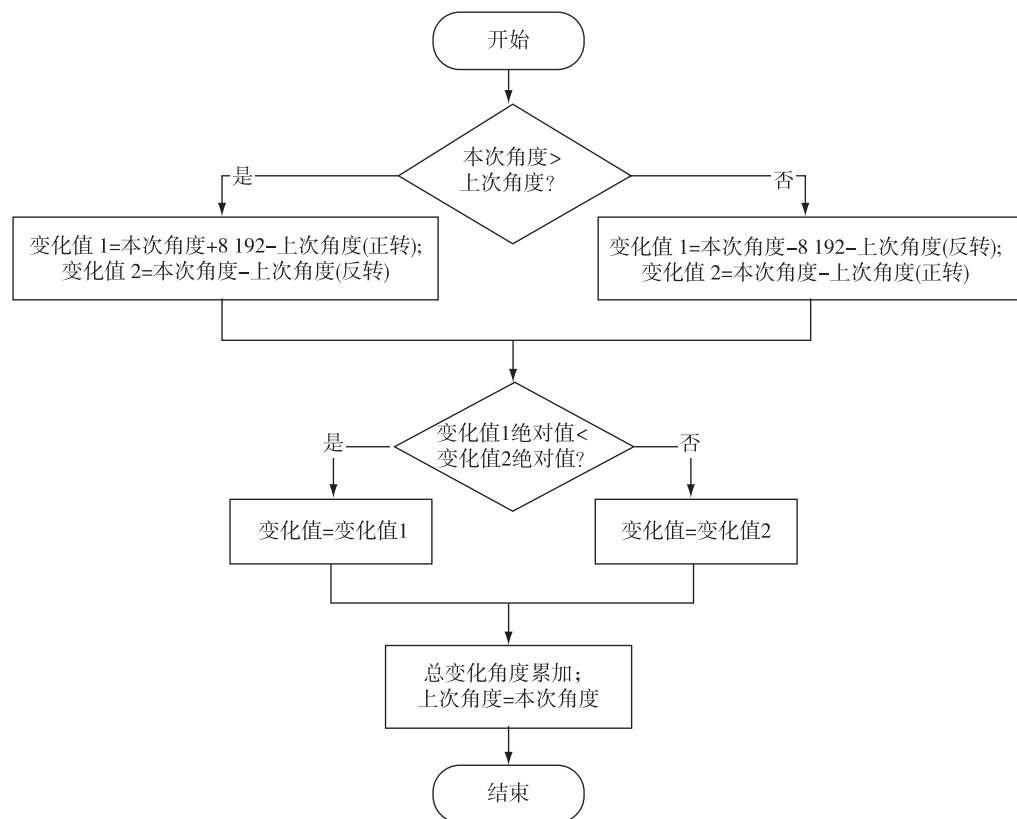 开始
本次角度>
上次角度?
是
否
变化值 1=本次角度+8 192-上次角度(正转);
变化值 2=本次角度-上次角度(反转)
变化值 1=本次角度-8 192-上次角度(反转);
变化值 2=本次角度-上次角度(正转)
变化值1绝对值<
变化值2绝对值?
是
否
变化值=变化值1
变化值=变化值2
总变化角度累加;
上次角度=本次角度
结束